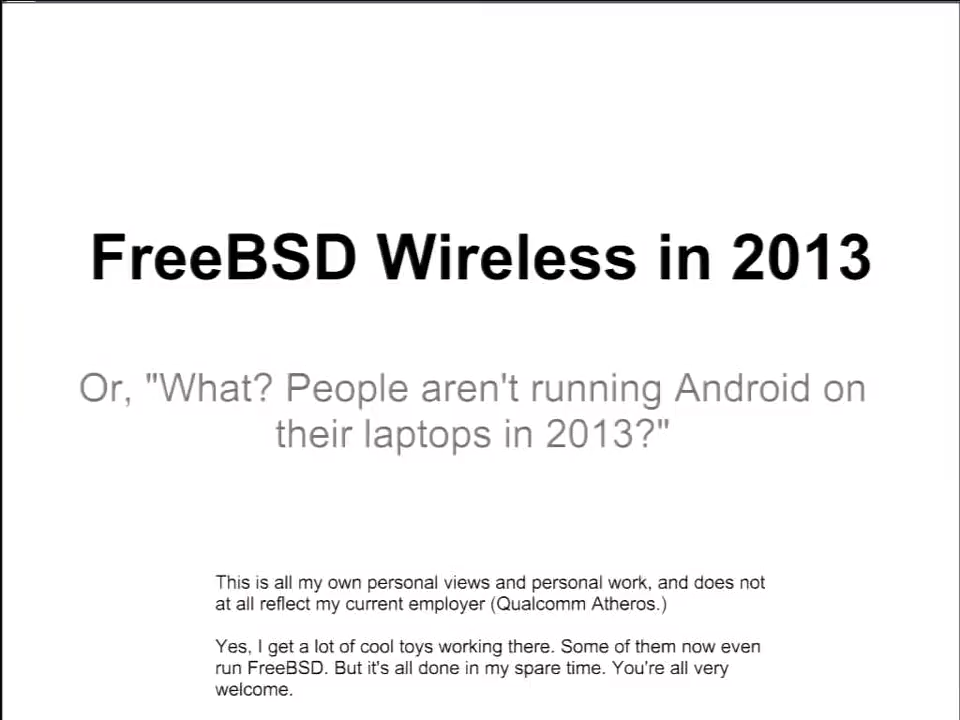 FreeBSD Wireless in 2013
Or, "What? People aren't running Android on
their laptops in 2013?"
This is all my own personal views and personal work, and does not
at all reflect my current employer (Qualcomm Atheros.)
Yes, I get a lot of cool toys working there. Some of them now even
run FreeBSD. But it's all done in my spare time. You're all very
welcome.